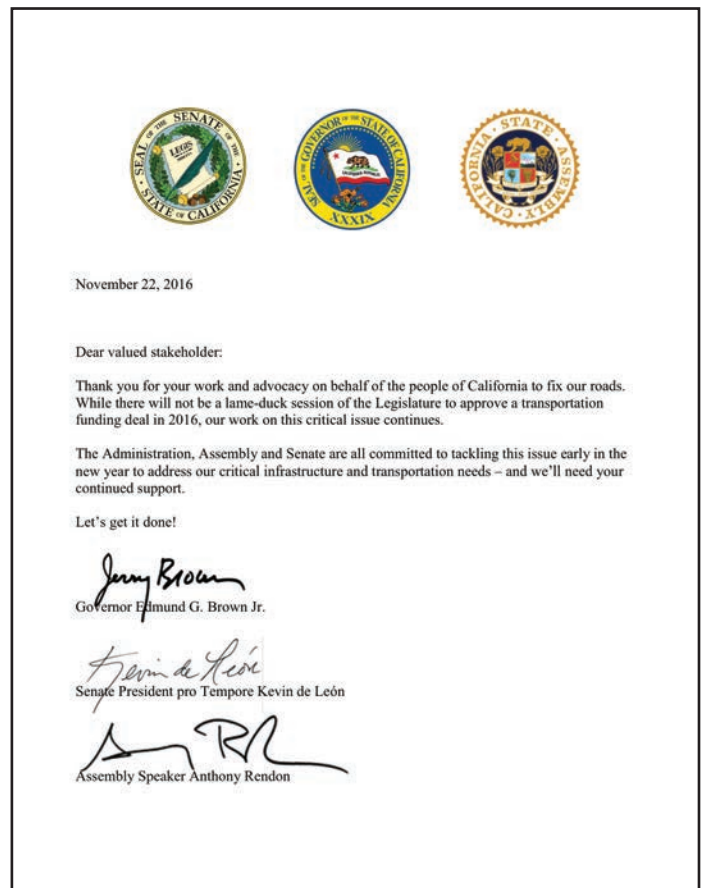 SEAL OF THE SENATE OF THE STATE OF CALIFORNIA
LEGIS
SEAL OF THE GOVERNOR OF THE STATE OF CALIFORNIA
CALIFORNIA REPUBLIC
XXXIX
CALIFORNIA · STATE · ASSEMBLY
November 22, 2016
Dear valued stakeholder:
Thank you for your work and advocacy on behalf of the people of California to fix our roads.
While there will not be a lame-duck session of the Legislature to approve a transportation
funding deal in 2016, our work on this critical issue continues.
The Administration, Assembly and Senate are all committed to tackling this issue early in the
new year to address our critical infrastructure and transportation needs – and we’ll need your
continued support.
Let’s get it done!
Jerry Brown
Governor Edmund G. Brown Jr.
Kevin de León
Senate President pro Tempore Kevin de León
Assembly Speaker Anthony Rendon